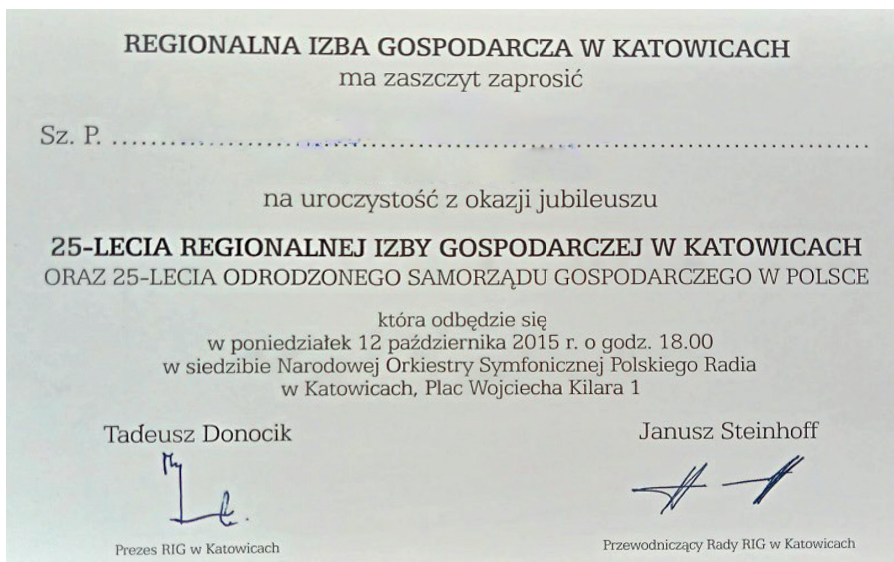 REGIONALNA IZBA GOSPODARCZA W KATOWICACH
ma zaszczyt zaprosić
Sz. P. ........................................................................................................
na uroczystość z okazji jubileuszu
25-LECIA REGIONALNEJ IZBY GOSPODARCZEJ W KATOWICACH
ORAZ 25-LECIA ODRODZONEGO SAMORZĄDU GOSPODARCZEGO W POLSCE
która odbędzie się
w poniedziałek 12 października 2015 r. o godz. 18.00
w siedzibie Narodowej Orkiestry Symfonicznej Polskiego Radia
w Katowicach, Plac Wojciecha Kilara 1
Tadeusz Donocik
Janusz Steinhoff
Prezes RIG w Katowicach
Przewodniczący Rady RIG w Katowicach